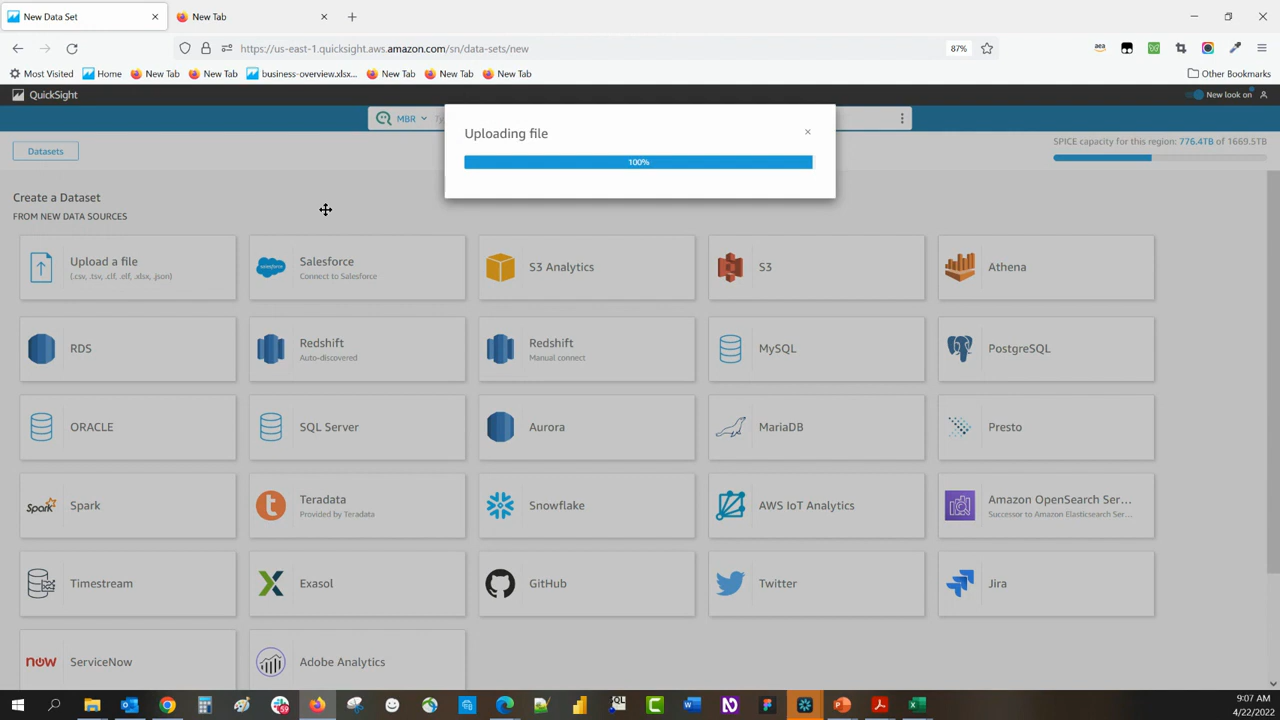 New Data Set
New Tab
https://us-east-1.quicksight.aws.amazon.com/sn/data-sets/new
87%
Most Visited
Home
New Tab
New Tab
business-overview.xlsx...
New Tab
New Tab
New Tab
Other Bookmarks
QuickSight
New look on
MBR
Uploading file
100%
Datasets
SPICE capacity for this region: 776.4TB of 1669.5TB
Create a Dataset
FROM NEW DATA SOURCES
Upload a file
(.csv, .tsv, .clf, .elf, .xlsx, .json)
Salesforce
Connect to Salesforce
S3 Analytics
S3
Athena
RDS
Redshift
Auto-discovered
Redshift
Manual connect
MySQL
PostgreSQL
ORACLE
SQL Server
Aurora
MariaDB
Presto
Spark
Teradata
Provided by Teradata
Snowflake
AWS IoT Analytics
Amazon OpenSearch Ser...
Successor to Amazon Elasticsearch Se...
Timestream
Exasol
GitHub
Twitter
Jira
ServiceNow
Adobe Analytics
9:07 AM
4/22/2022